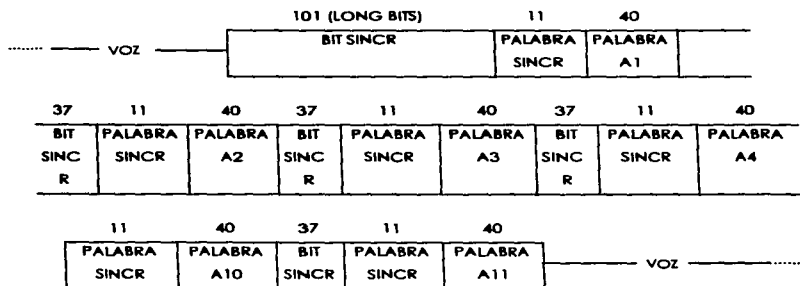 101 (LONG BITS) 11 40
VOZ BIT SINCR PALABRA SINCR PALABRA A1
37 11 40 37 11 40 37 11 40
BIT PALABRA PALABRA BIT PALABRA PALABRA BIT PALABRA PALABRA
SINC SINCR A2 SINC SINCR A3 SINC SINCR A4
R R R
11 40 37 11 40
PALABRA PALABRA BIT PALABRA PALABRA
SINCR A10 SINCR SINCR A11 VOZ